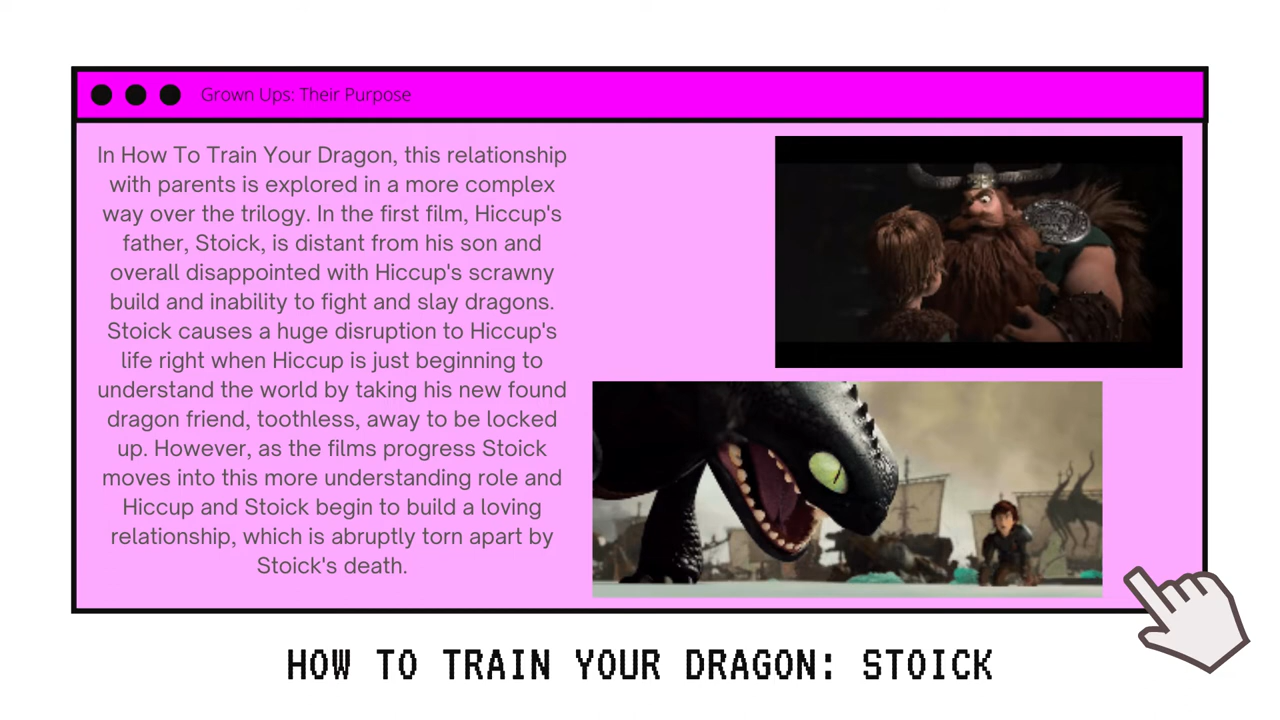 Grown Ups: Their Purpose
In How To Train Your Dragon, this relationship
with parents is explored in a more complex
way over the trilogy. In the first film, Hiccup's
father, Stoick, is distant from his son and
overall disappointed with Hiccup's scrawny
build and inability to fight and slay dragons.
Stoick causes a huge disruption to Hiccup's
life right when Hiccup is just beginning to
understand the world by taking his new found
dragon friend, toothless, away to be locked
up. However, as the films progress Stoick
moves into this more understanding role and
Hiccup and Stoick begin to build a loving
relationship, which is abruptly torn apart by
Stoick's death.
HOW TO TRAIN YOUR DRAGON: STOICK